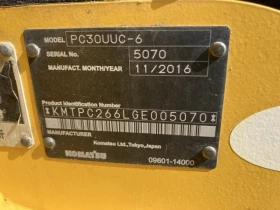 MODEL PC30UUC-6
SERIAL NO. 5070
MANUFACT. MONTH/YEAR 11/2016
Product Identification Number
*KMTPC266LGE005070*
KOMATSU
Komatsu Ltd., Tokyo, Japan
09601-14000